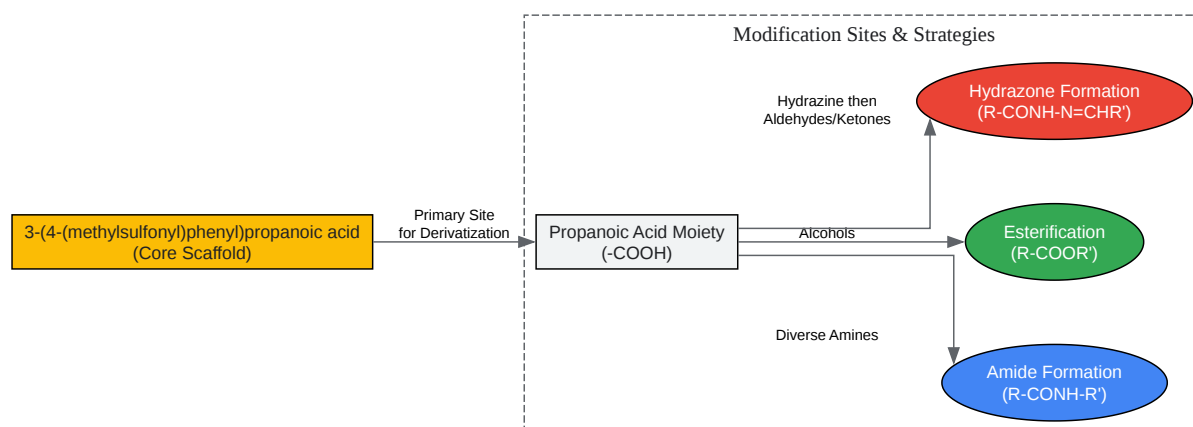 Modification Sites & Strategies
Hydrazine then
Aldehydes/Ketones
Hydrazone Formation
(R-CONH-N=CHR')
3-(4-(methylsulfonyl)phenyl)propanoic acid
(Core Scaffold)
Primary Site
for Derivatization
Propanoic Acid Moiety
(-COOH)
Alcohols
Esterification
(R-COOR')
Diverse Amines
Amide Formation
(R-CONH-R')